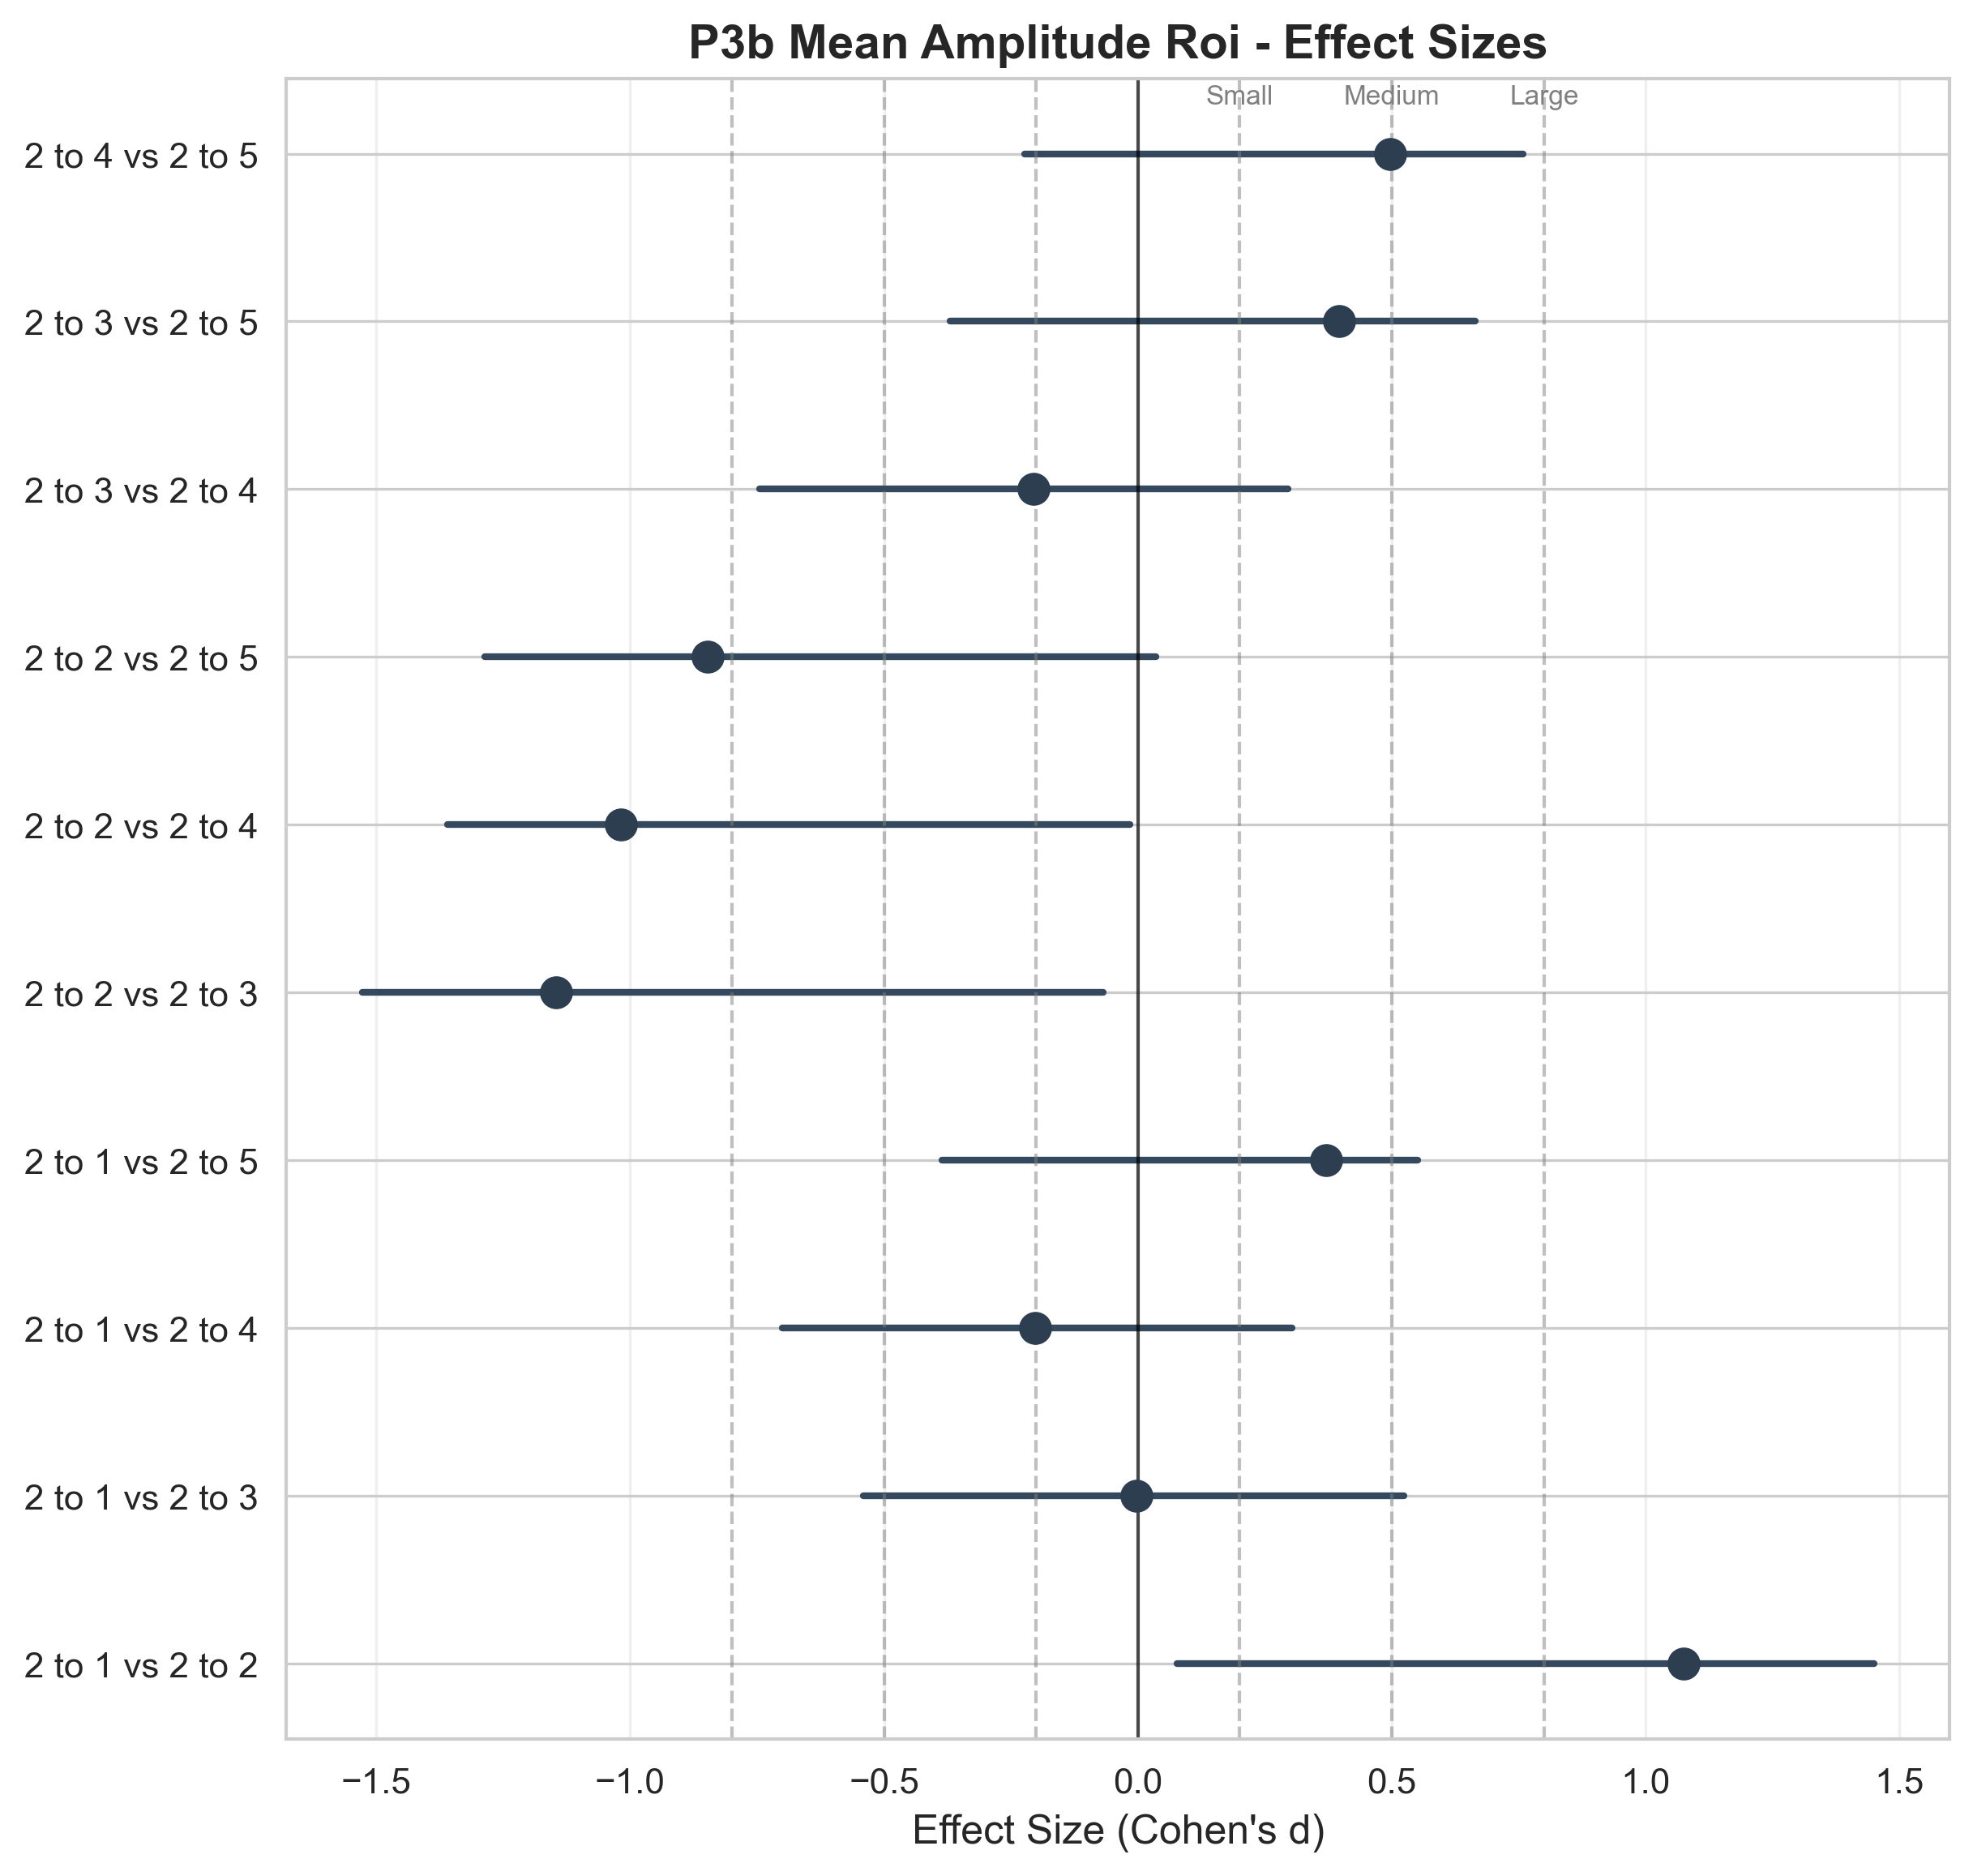 P3b Mean Amplitude Roi - Effect Sizes
Small Medium Large
2 to 4 vs 2 to 5
2 to 3 vs 2 to 5
2 to 3 vs 2 to 4
2 to 2 vs 2 to 5
2 to 2 vs 2 to 4
2 to 2 vs 2 to 3
2 to 1 vs 2 to 5
2 to 1 vs 2 to 4
2 to 1 vs 2 to 3
2 to 1 vs 2 to 2
−1.5 −1.0 −0.5 0.0 0.5 1.0 1.5
Effect Size (Cohen's d)